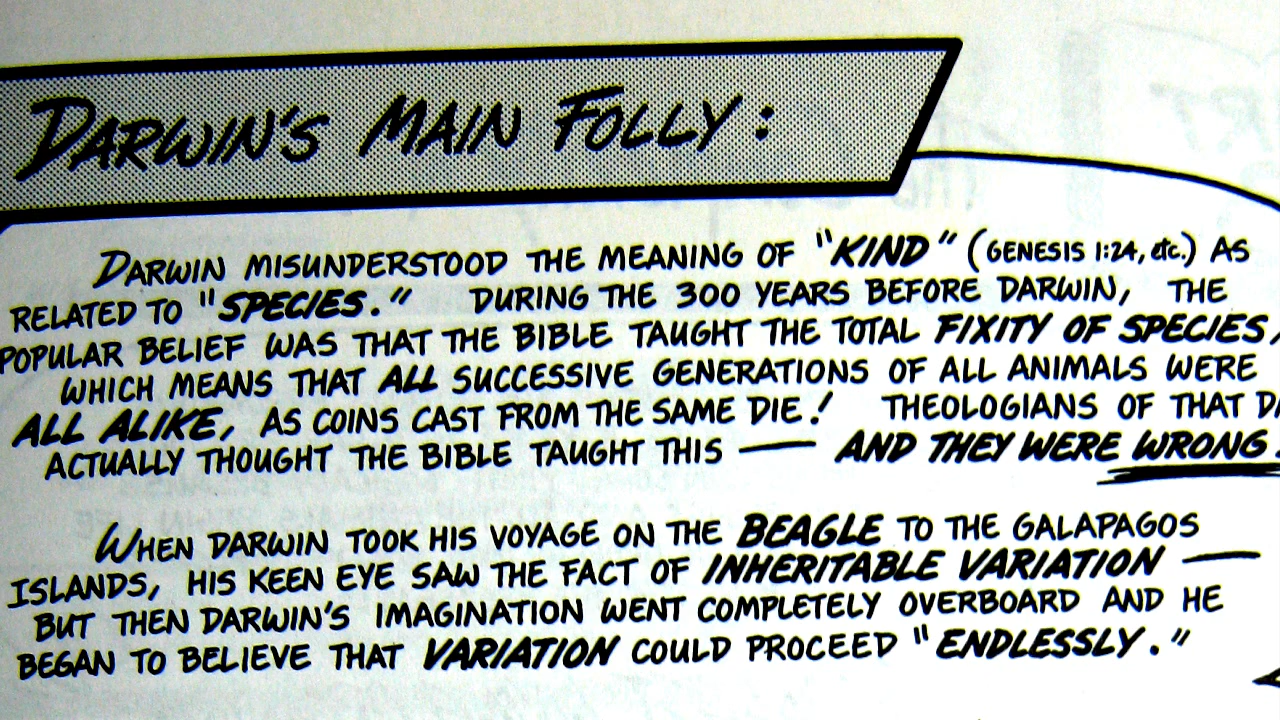 DARWIN'S MAIN FOLLY:
DARWIN MISUNDERSTOOD THE MEANING OF "KIND" (GENESIS 1:24, etc.) AS
RELATED TO "SPECIES." DURING THE 300 YEARS BEFORE DARWIN, THE
POPULAR BELIEF WAS THAT THE BIBLE TAUGHT THE TOTAL FIXITY OF SPECIES,
WHICH MEANS THAT ALL SUCCESSIVE GENERATIONS OF ALL ANIMALS WERE
ALL ALIKE, AS COINS CAST FROM THE SAME DIE! THEOLOGIANS OF THAT
ACTUALLY THOUGHT THE BIBLE TAUGHT THIS — AND THEY WERE WRONG!
WHEN DARWIN TOOK HIS VOYAGE ON THE BEAGLE TO THE GALAPAGOS
ISLANDS, HIS KEEN EYE SAW THE FACT OF INHERITABLE VARIATION —
BUT THEN DARWIN'S IMAGINATION WENT COMPLETELY OVERBOARD AND HE
BEGAN TO BELIEVE THAT VARIATION COULD PROCEED "ENDLESSLY."